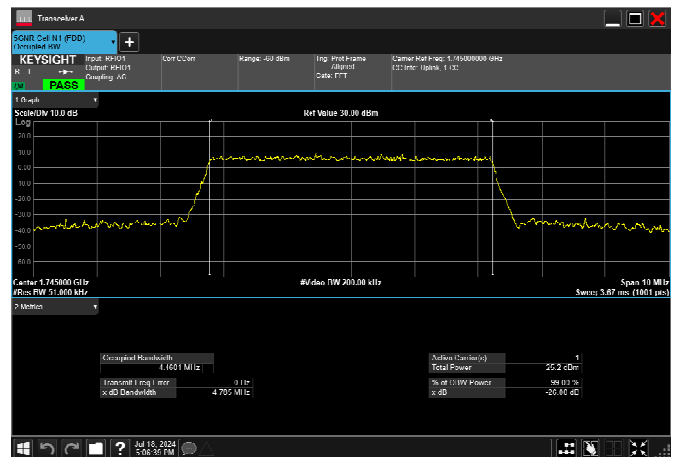 Transceiver A
5GNR Cell N1 (FDD)
Occupied BW
KEYSIGHT
Input: RFIO1
Output: RFIO1
Coupling: AC
Corr CCorr
Range: -60 dBm
Trig: Prot Frame
Aligned
Gate: FFT
Carrier Ref Freq: 1.745000000 GHz
CC Info: Uplink, 1 CC
PASS
1 Graph
Scale/Div 10.0 dB
Ref Value 30.00 dBm
Log
20.0
10.0
0.00
-10.0
-20.0
-30.0
-40.0
-50.0
-60.0
Center 1.745000 GHz
#Video BW 200.00 kHz
Span 10 MHz
#Res BW 51.000 kHz
Sweep 3.67 ms (1001 pts)
2 Metrics
Occupied Bandwidth
4.4601 MHz
Active Carrier(s) 1
Total Power 25.2 dBm
Transmit Freq Error 0 Hz
x dB Bandwidth 4.705 MHz
% of OBW Power 99.00 %
x dB -26.00 dB
Jul 18, 2024
5:06:39 PM